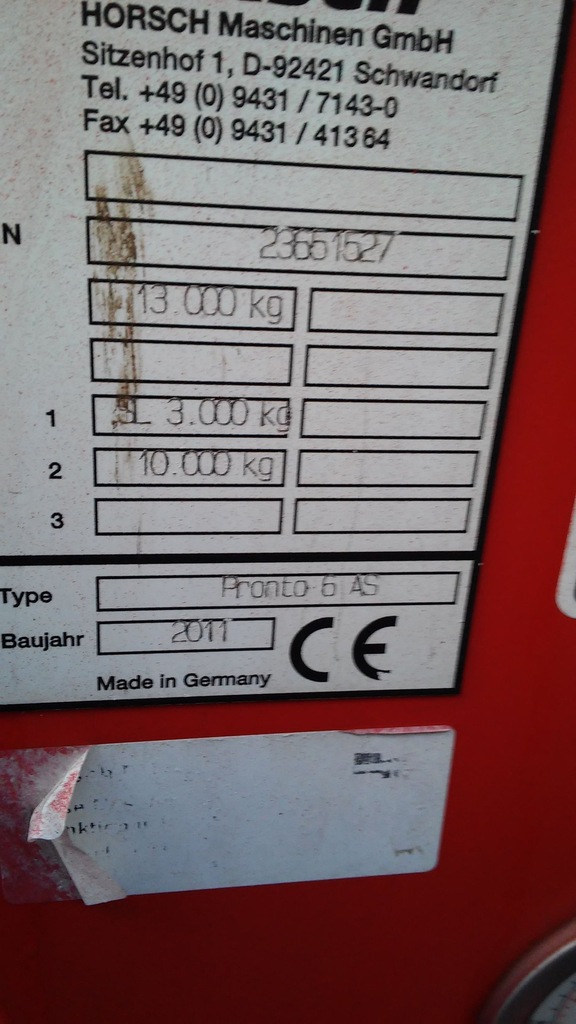 HORSCH Maschinen GmbH
Sitzenhof 1, D-92421 Schwandorf
Tel. +49 (0) 9431 / 7143-0
Fax +49 (0) 9431 / 41364
N 23651527
13.000 kg
1 SL 3.000 kg
2 10.000 kg
3
Type Pronto 6 AS
Baujahr 2011 CE
Made in Germany